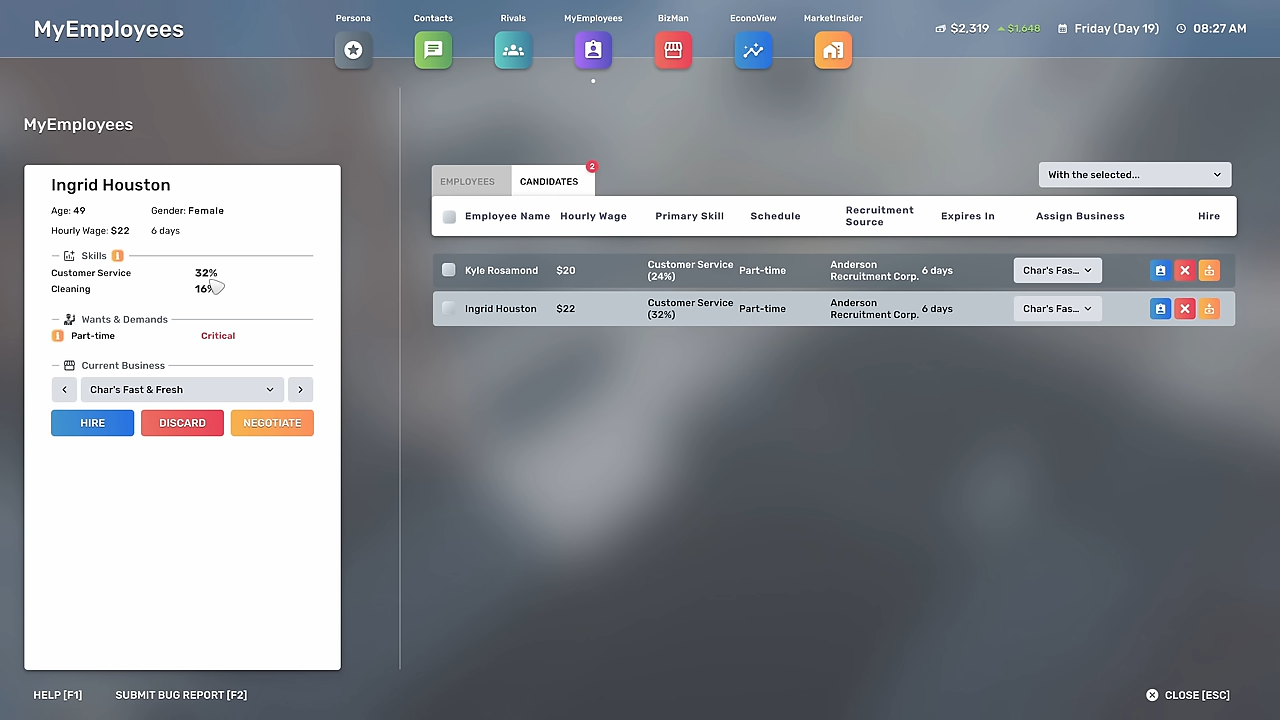 MyEmployees
Persona
Contacts
Rivals
MyEmployees
BizMan
EconoView
MarketInsider
$2,319
$1,648
Friday (Day 19)
08:27 AM
MyEmployees
Ingrid Houston
Age: 49
Gender: Female
Hourly Wage: $22
6 days
Skills
Customer Service
32%
Cleaning
16%
Wants & Demands
Part-time
Critical
Current Business
Char's Fast & Fresh
HIRE
DISCARD
NEGOTIATE
EMPLOYEES
CANDIDATES
2
With the selected...
Employee Name
Hourly Wage
Primary Skill
Schedule
Recruitment
Source
Expires In
Assign Business
Hire
Kyle Rosamond
$20
Customer Service
(24%)
Part-time
Anderson
Recruitment Corp.
6 days
Char's Fas...
Ingrid Houston
$22
Customer Service
(32%)
Part-time
Anderson
Recruitment Corp.
6 days
Char's Fas...
HELP [F1]
SUBMIT BUG REPORT [F2]
CLOSE [ESC]